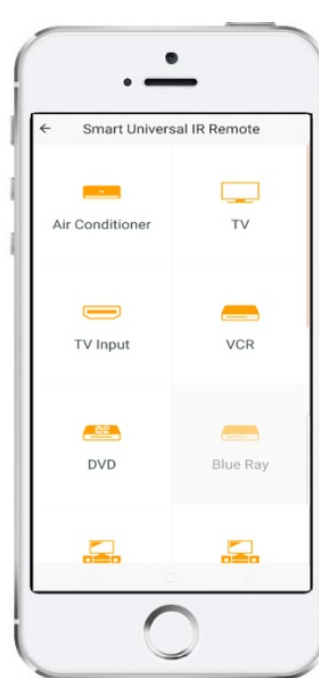 Smart Universal IR Remote
Air Conditioner
TV
TV Input
VCR
DVD
Blue Ray